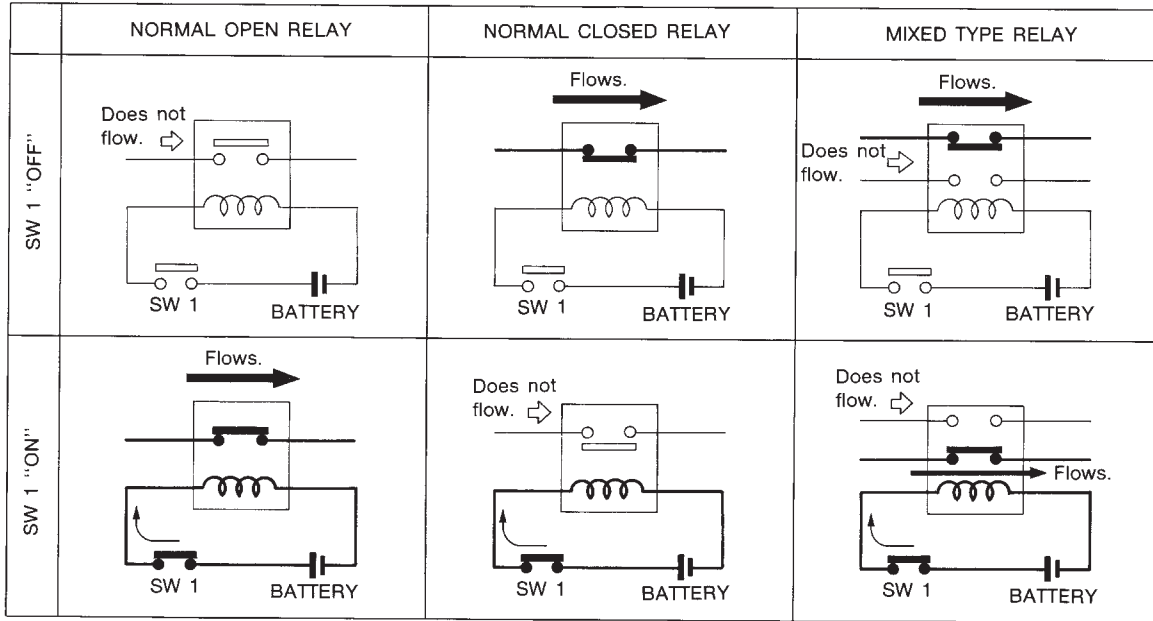 NORMAL OPEN RELAY
NORMAL CLOSED RELAY
MIXED TYPE RELAY
SW 1 "OFF"
Does not
flow.
SW 1
BATTERY
Flows.
SW 1
BATTERY
Flows.
Does not
flow.
SW 1
BATTERY
SW 1 "ON"
Flows.
SW 1
BATTERY
Does not
flow.
SW 1
BATTERY
Does not
flow.
Flows.
SW 1
BATTERY